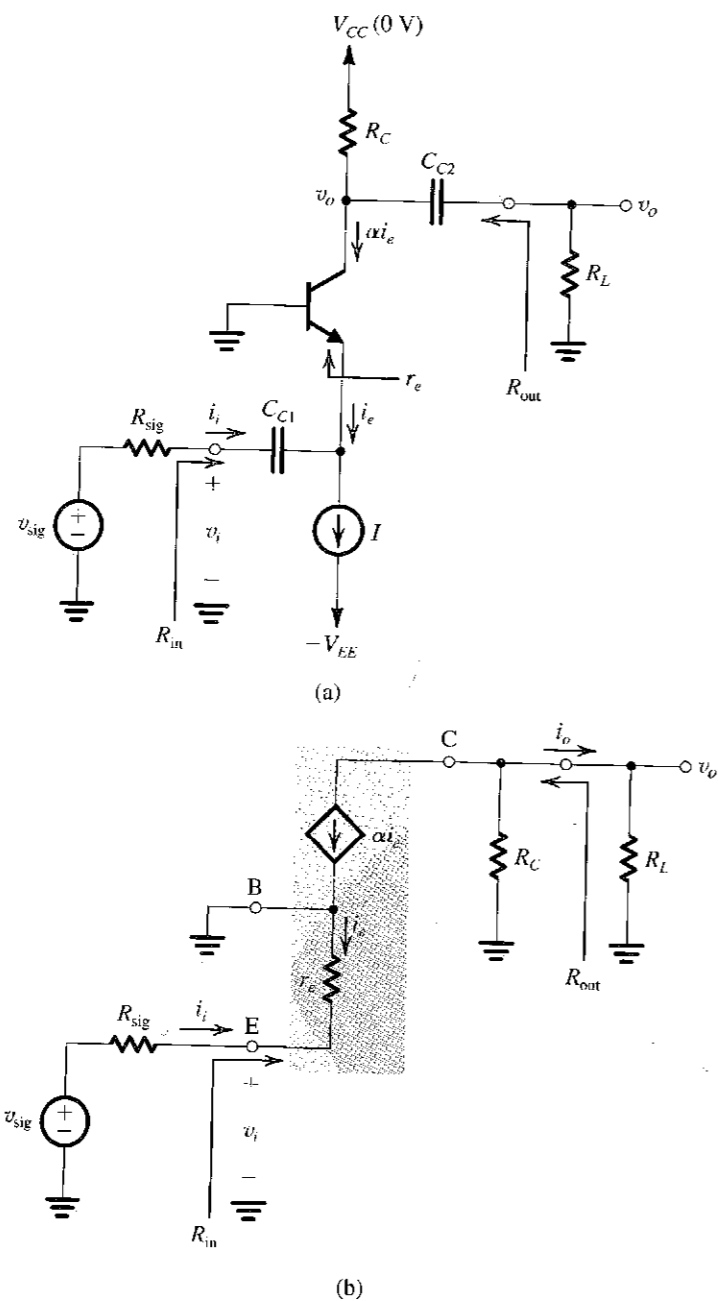 V_CC (0 V)
R_C
C_C2
v_o
v_o
αi_e
R_L
r_e
R_out
R_sig
i_i
C_C1
i_e
+
v_sig
+
−
v_i
I
−
R_in
−V_EE
(a)
C
i_o
v_o
αi_e
R_C
R_L
B
i_e
r_e
R_out
R_sig
i_i
E
+
v_sig
+
−
v_i
−
R_in
(b)